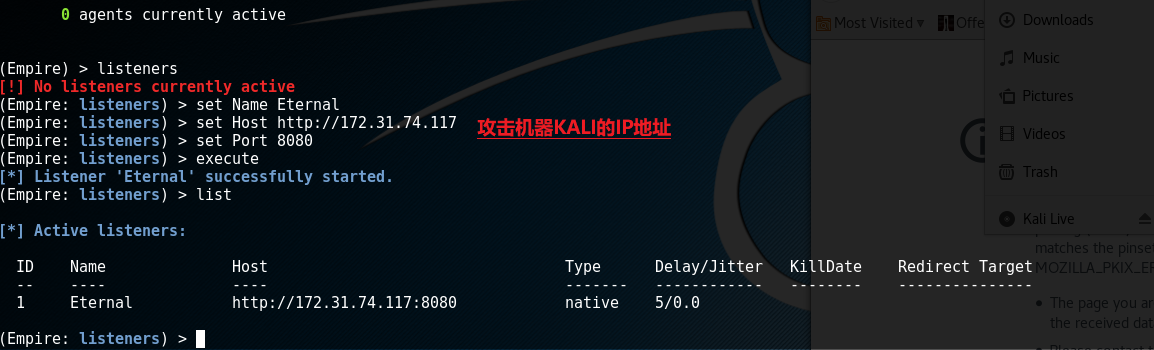 0 agents currently active
(Empire) > listeners
[!] No listeners currently active
(Empire: listeners) > set Name Eternal
(Empire: listeners) > set Host http://172.31.74.117
攻击机器KALI的IP地址
(Empire: listeners) > set Port 8080
(Empire: listeners) > execute
[*] Listener 'Eternal' successfully started.
(Empire: listeners) > list
[*] Active listeners:
ID Name Host Type Delay/Jitter KillDate Redirect Target
-- ---- ---- ------- ------------ -------- ---------------
1 Eternal http://172.31.74.117:8080 native 5/0.0
(Empire: listeners) >
Most Visited
Offe
Downloads
Music
Pictures
Videos
Trash
Kali Live
matches the pinse
MOZILLA_PKIX_E
The page you ar
the received dat
Please contact t